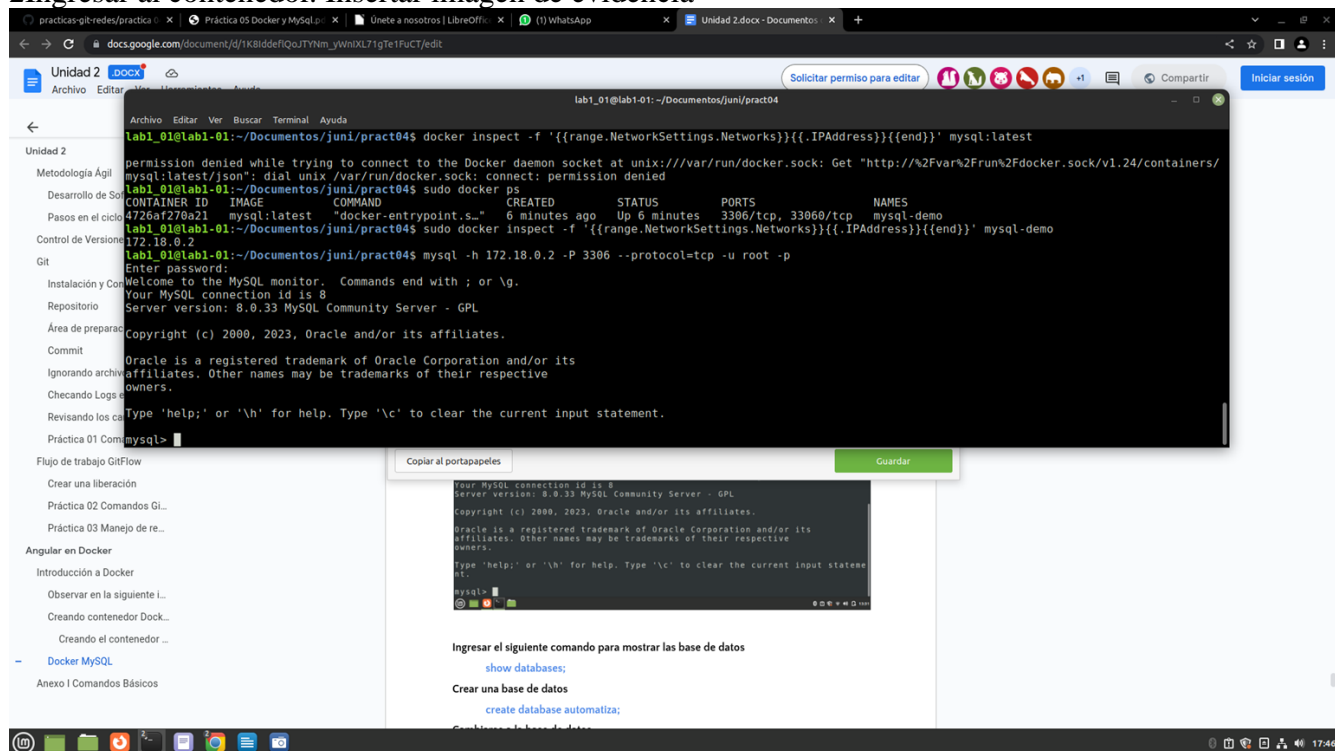 2Ingresar al contenedor. Insertar imagen de evidencia
practicas-git-redes/practica 0
Práctica 05 Docker y MySql.pd
Únete a nosotros | LibreOffic
(1) WhatsApp
Unidad 2.docx - Documentos
docs.google.com/document/d/1K8IddeflQoJTYNm_yWnIXL71gTe1FuCT/edit
Unidad 2 .DOCX
Archivo Editar Ver Herramientas Ayuda
Solicitar permiso para editar
+1
Compartir
Iniciar sesión
lab1_01@lab1-01: ~/Documentos/juni/pract04
Archivo Editar Ver Buscar Terminal Ayuda
lab1_01@lab1-01:~/Documentos/juni/pract04$ docker inspect -f '{{range.NetworkSettings.Networks}}{{.IPAddress}}{{end}}' mysql:latest
permission denied while trying to connect to the Docker daemon socket at unix:///var/run/docker.sock: Get "http://%2Fvar%2Frun%2Fdocker.sock/v1.24/containers/
mysql:latest/json": dial unix /var/run/docker.sock: connect: permission denied
lab1_01@lab1-01:~/Documentos/juni/pract04$ sudo docker ps
CONTAINER ID IMAGE COMMAND CREATED STATUS PORTS NAMES
4726af270a21 mysql:latest "docker-entrypoint.s…" 6 minutes ago Up 6 minutes 3306/tcp, 33060/tcp mysql-demo
lab1_01@lab1-01:~/Documentos/juni/pract04$ sudo docker inspect -f '{{range.NetworkSettings.Networks}}{{.IPAddress}}{{end}}' mysql-demo
172.18.0.2
lab1_01@lab1-01:~/Documentos/juni/pract04$ mysql -h 172.18.0.2 -P 3306 --protocol=tcp -u root -p
Enter password:
Welcome to the MySQL monitor. Commands end with ; or \g.
Your MySQL connection id is 8
Server version: 8.0.33 MySQL Community Server - GPL
Copyright (c) 2000, 2023, Oracle and/or its affiliates.
Oracle is a registered trademark of Oracle Corporation and/or its
affiliates. Other names may be trademarks of their respective
owners.
Type 'help;' or '\h' for help. Type '\c' to clear the current input statement.
mysql>
Unidad 2
Metodología Ágil
Desarrollo de Sof
Pasos en el ciclo
Control de Versione
Git
Instalación y Con
Repositorio
Área de preparac
Commit
Ignorando archiv
Checando Logs e
Revisando los ca
Práctica 01 Com
Flujo de trabajo GitFlow
Crear una liberación
Práctica 02 Comandos Gi...
Práctica 03 Manejo de re...
Angular en Docker
Introducción a Docker
Observar en la siguiente i...
Creando contenedor Dock...
Creando el contenedor ...
Docker MySQL
Anexo I Comandos Básicos
Copiar al portapapeles
Guardar
Your MySQL connection id is 8
Server version: 8.0.33 MySQL Community Server - GPL
Copyright (c) 2000, 2023, Oracle and/or its affiliates.
Oracle is a registered trademark of Oracle Corporation and/or its
affiliates. Other names may be trademarks of their respective
owners.
Type 'help;' or '\h' for help. Type '\c' to clear the current input stateme
nt.
mysql>
Ingresar el siguiente comando para mostrar las base de datos
show databases;
Crear una base de datos
create database automatiza;
17:46